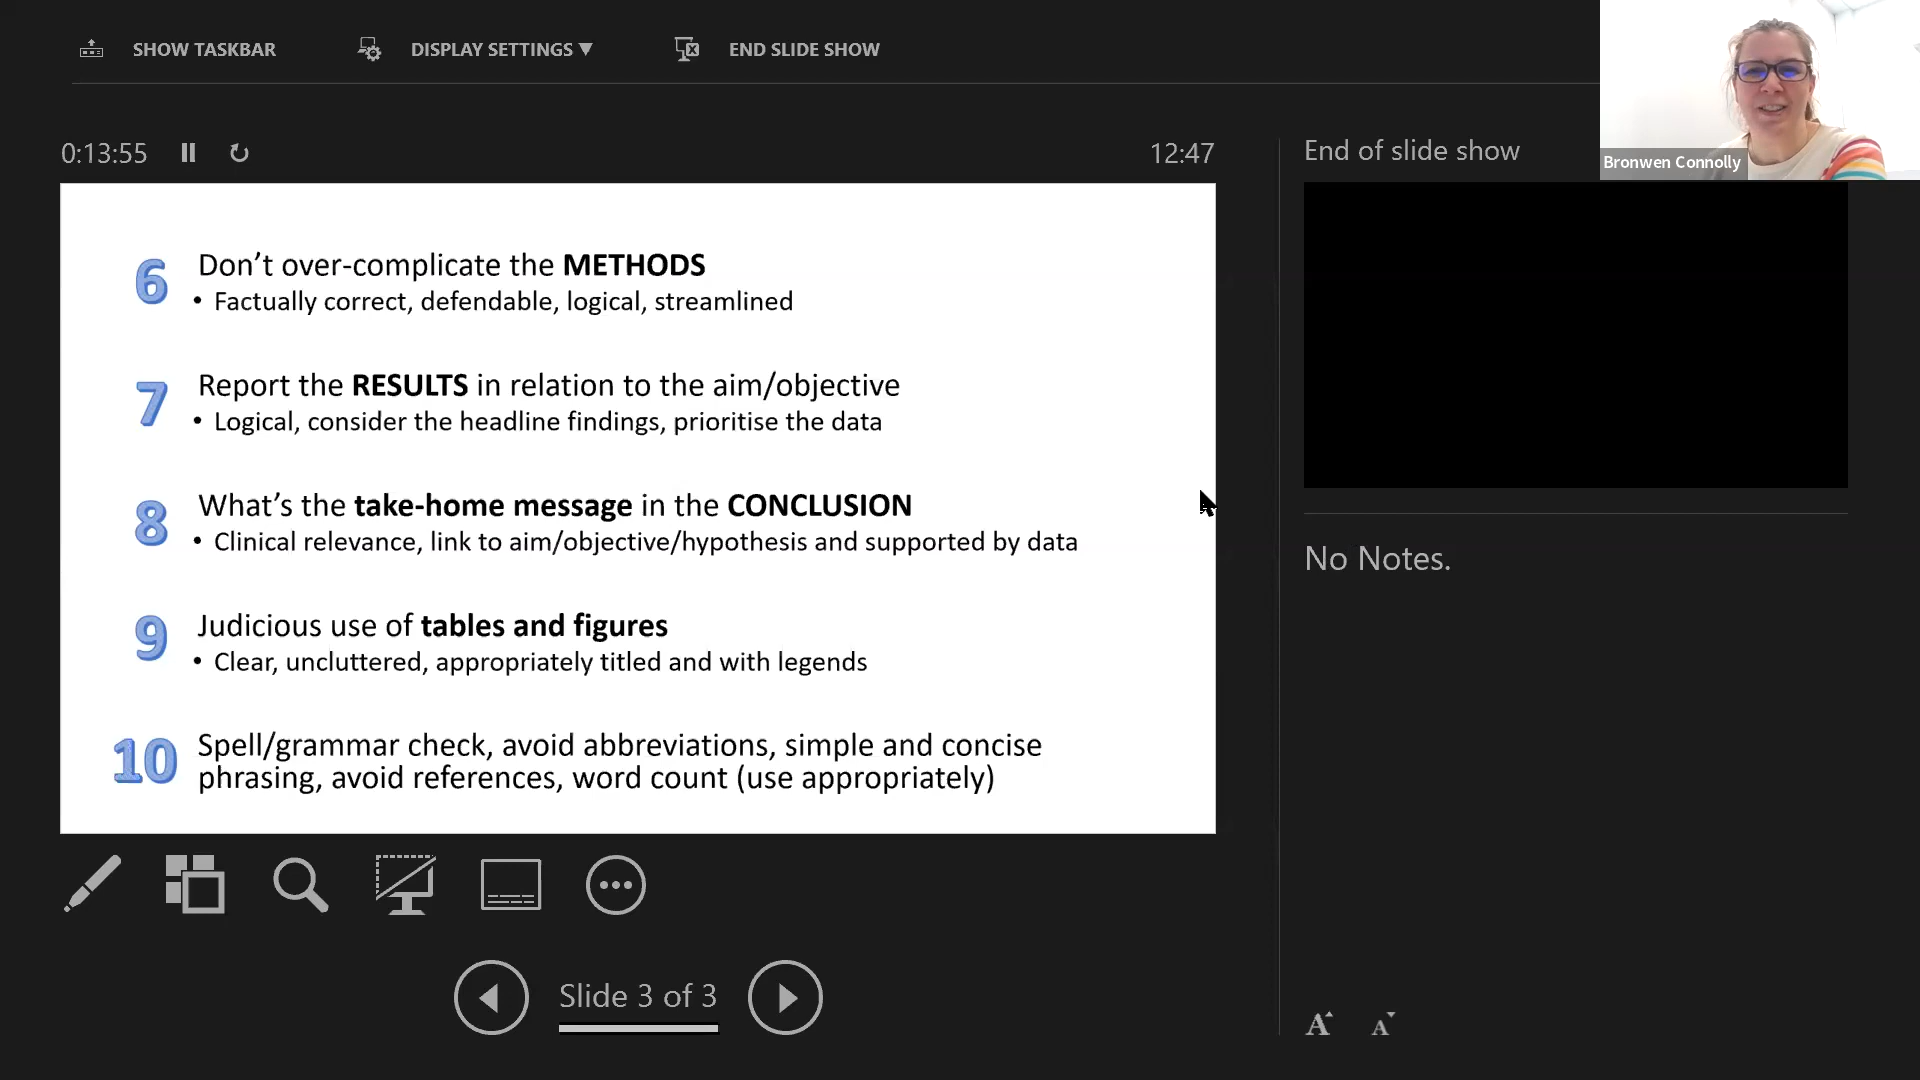 SHOW TASKBAR
DISPLAY SETTINGS ▼
END SLIDE SHOW
Bronwen Connolly
0:13:55
12:47
End of slide show
6 Don’t over-complicate the METHODS
• Factually correct, defendable, logical, streamlined
7 Report the RESULTS in relation to the aim/objective
• Logical, consider the headline findings, prioritise the data
8 What’s the take-home message in the CONCLUSION
• Clinical relevance, link to aim/objective/hypothesis and supported by data
9 Judicious use of tables and figures
• Clear, uncluttered, appropriately titled and with legends
10 Spell/grammar check, avoid abbreviations, simple and concise
phrasing, avoid references, word count (use appropriately)
No Notes.
Slide 3 of 3
A A